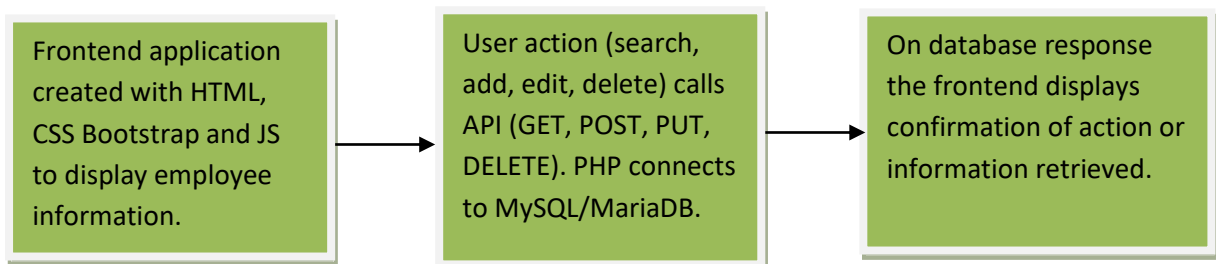 Frontend application
created with HTML,
CSS Bootstrap and JS
to display employee
information.
User action (search,
add, edit, delete) calls
API (GET, POST, PUT,
DELETE). PHP connects
to MySQL/MariaDB.
On database response
the frontend displays
confirmation of action or
information retrieved.